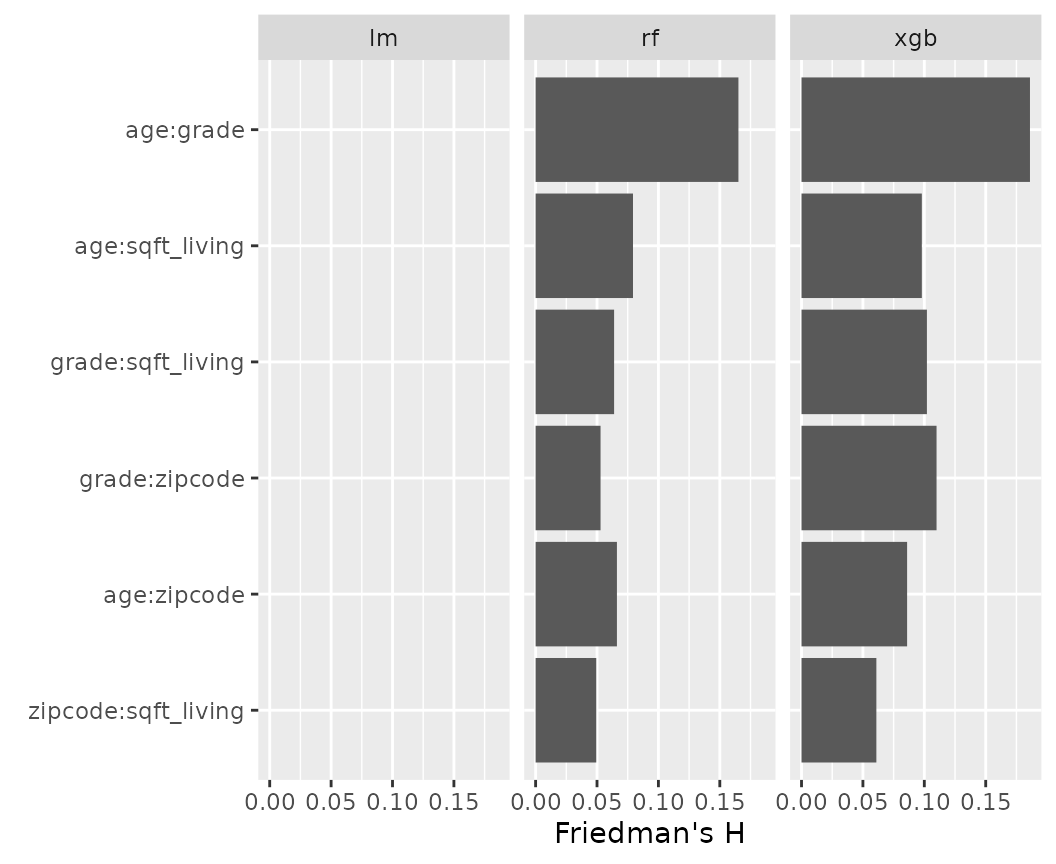 lm rf xgb
age:grade
age:sqft_living
grade:sqft_living
grade:zipcode
age:zipcode
zipcode:sqft_living
0.00 0.05 0.10 0.15 0.00 0.05 0.10 0.15 0.00 0.05 0.10 0.15
Friedman's H